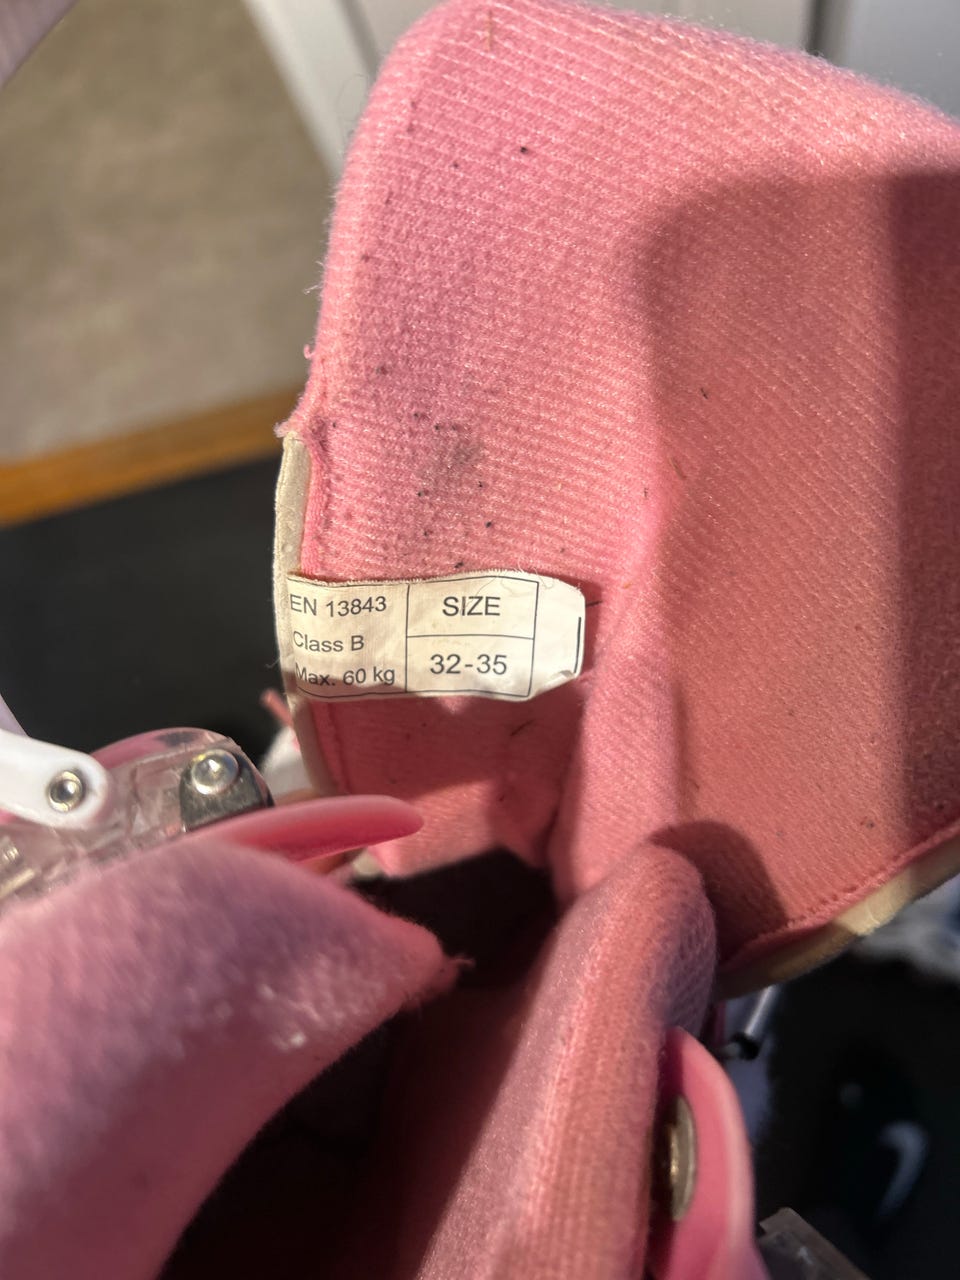 EN 13843
Class B
Max. 60 kg
SIZE
32-35